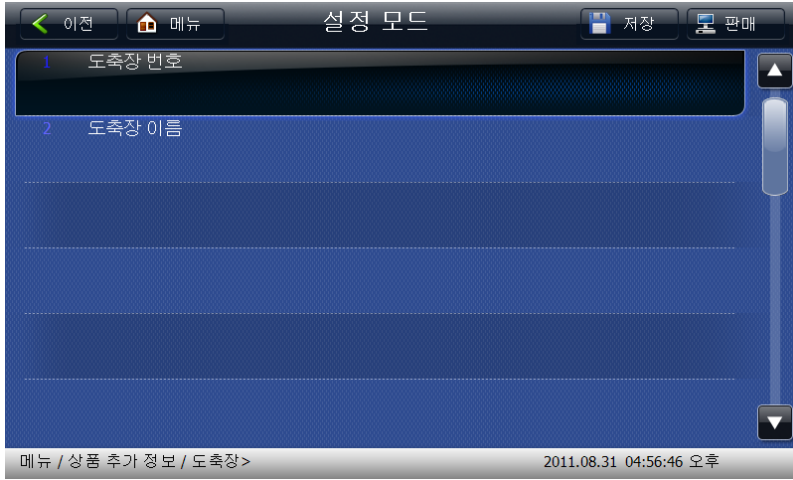 이전 메뉴 설정 모드 저장 판매
1 도축장 번호
2 도축장 이름
메뉴 / 상품 추가 정보 / 도축장> 2011.08.31 04:56:46 오후